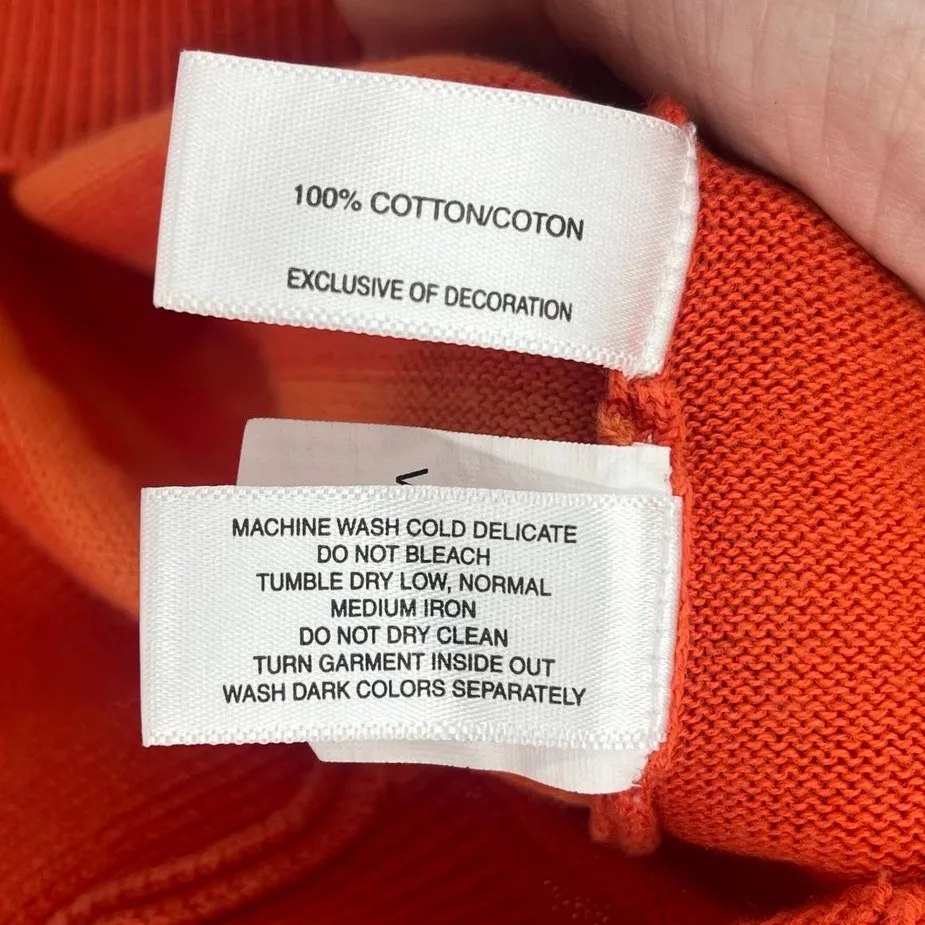 100% COTTON/COTON
EXCLUSIVE OF DECORATION
MACHINE WASH COLD DELICATE
DO NOT BLEACH
TUMBLE DRY LOW, NORMAL
MEDIUM IRON
DO NOT DRY CLEAN
TURN GARMENT INSIDE OUT
WASH DARK COLORS SEPARATELY